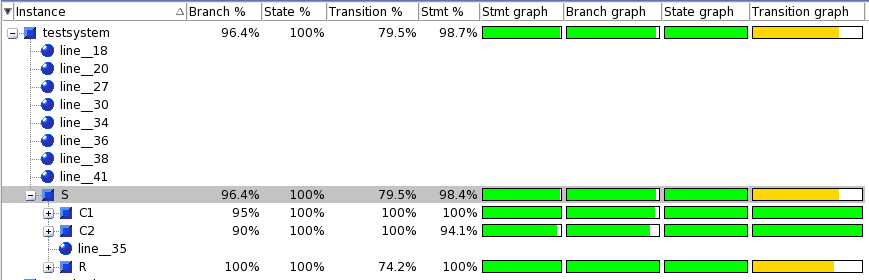 Instance Branch % State % Transition % Stmt % Stmt graph Branch graph State graph Transition graph
testsystem 96.4% 100% 79.5% 98.7%
line__18
line__20
line__27
line__30
line__34
line__36
line__38
line__41
S 96.4% 100% 79.5% 98.4%
C1 95% 100% 100% 100%
C2 90% 100% 100% 94.1%
line__35
R 100% 100% 74.2% 100%